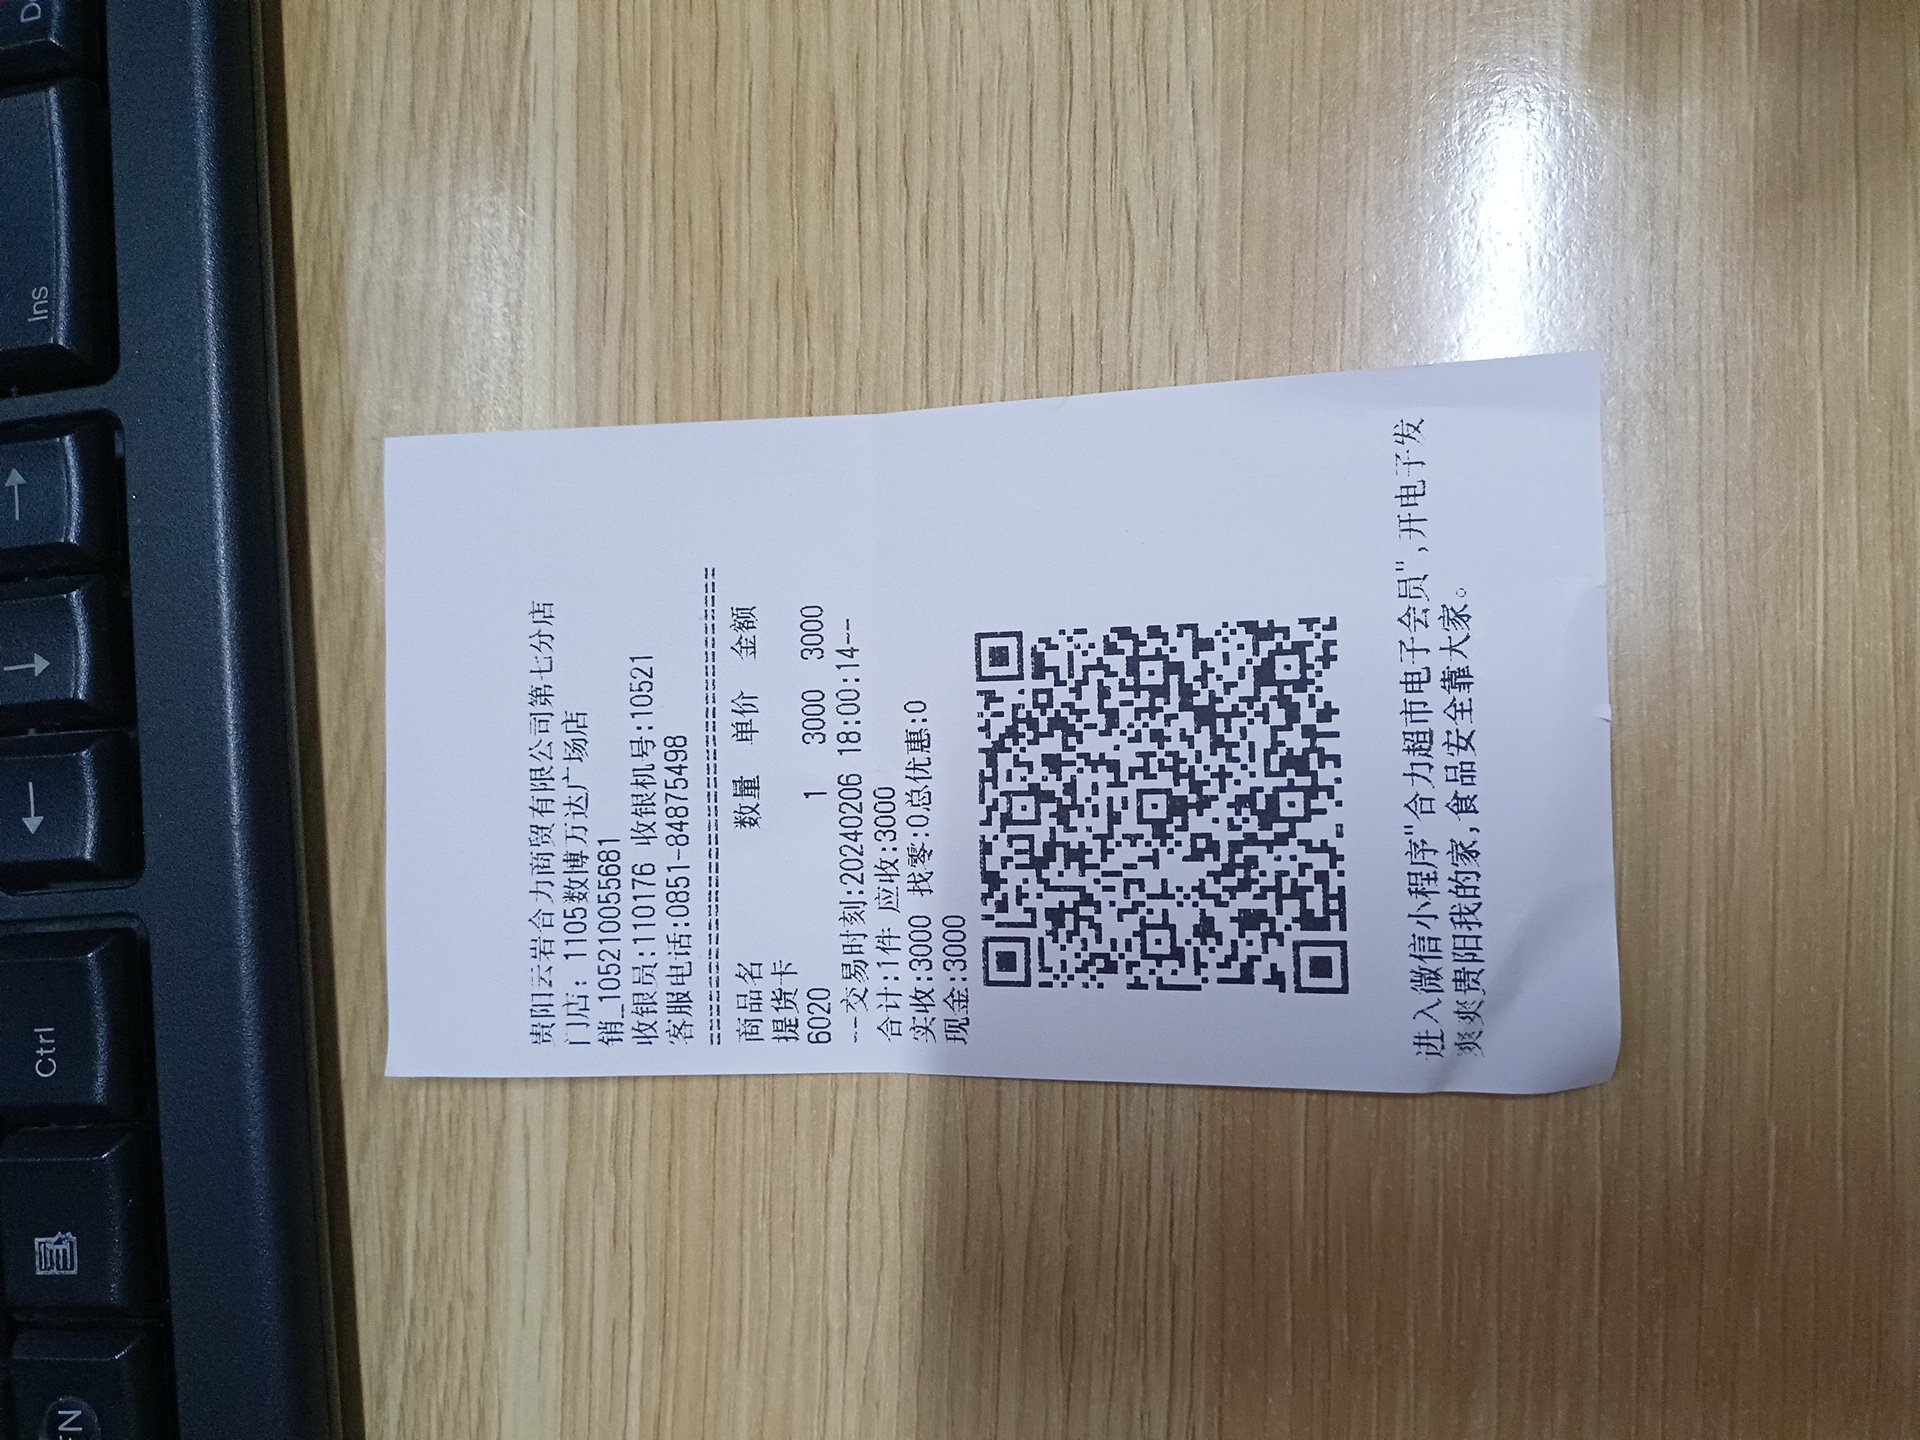 贵阳云岩合力商贸有限公司第七分店
门店：1105数博万达广场店
销_105210055681
收银员:110176 收银机号:10521
客服电话:0851-84875498
商品名 数量 单价 金额
提货卡
6020 1 3000 3000
--交易时刻:20240206 18:00:14--
合计:1件 应收:3000
实收:3000 找零:0总优惠:0
现金:3000
进入微信小程序"合力超市电子会员",开电子发
爽爽贵阳我的家,食品安全靠大家。
Ins
Ctrl
FN